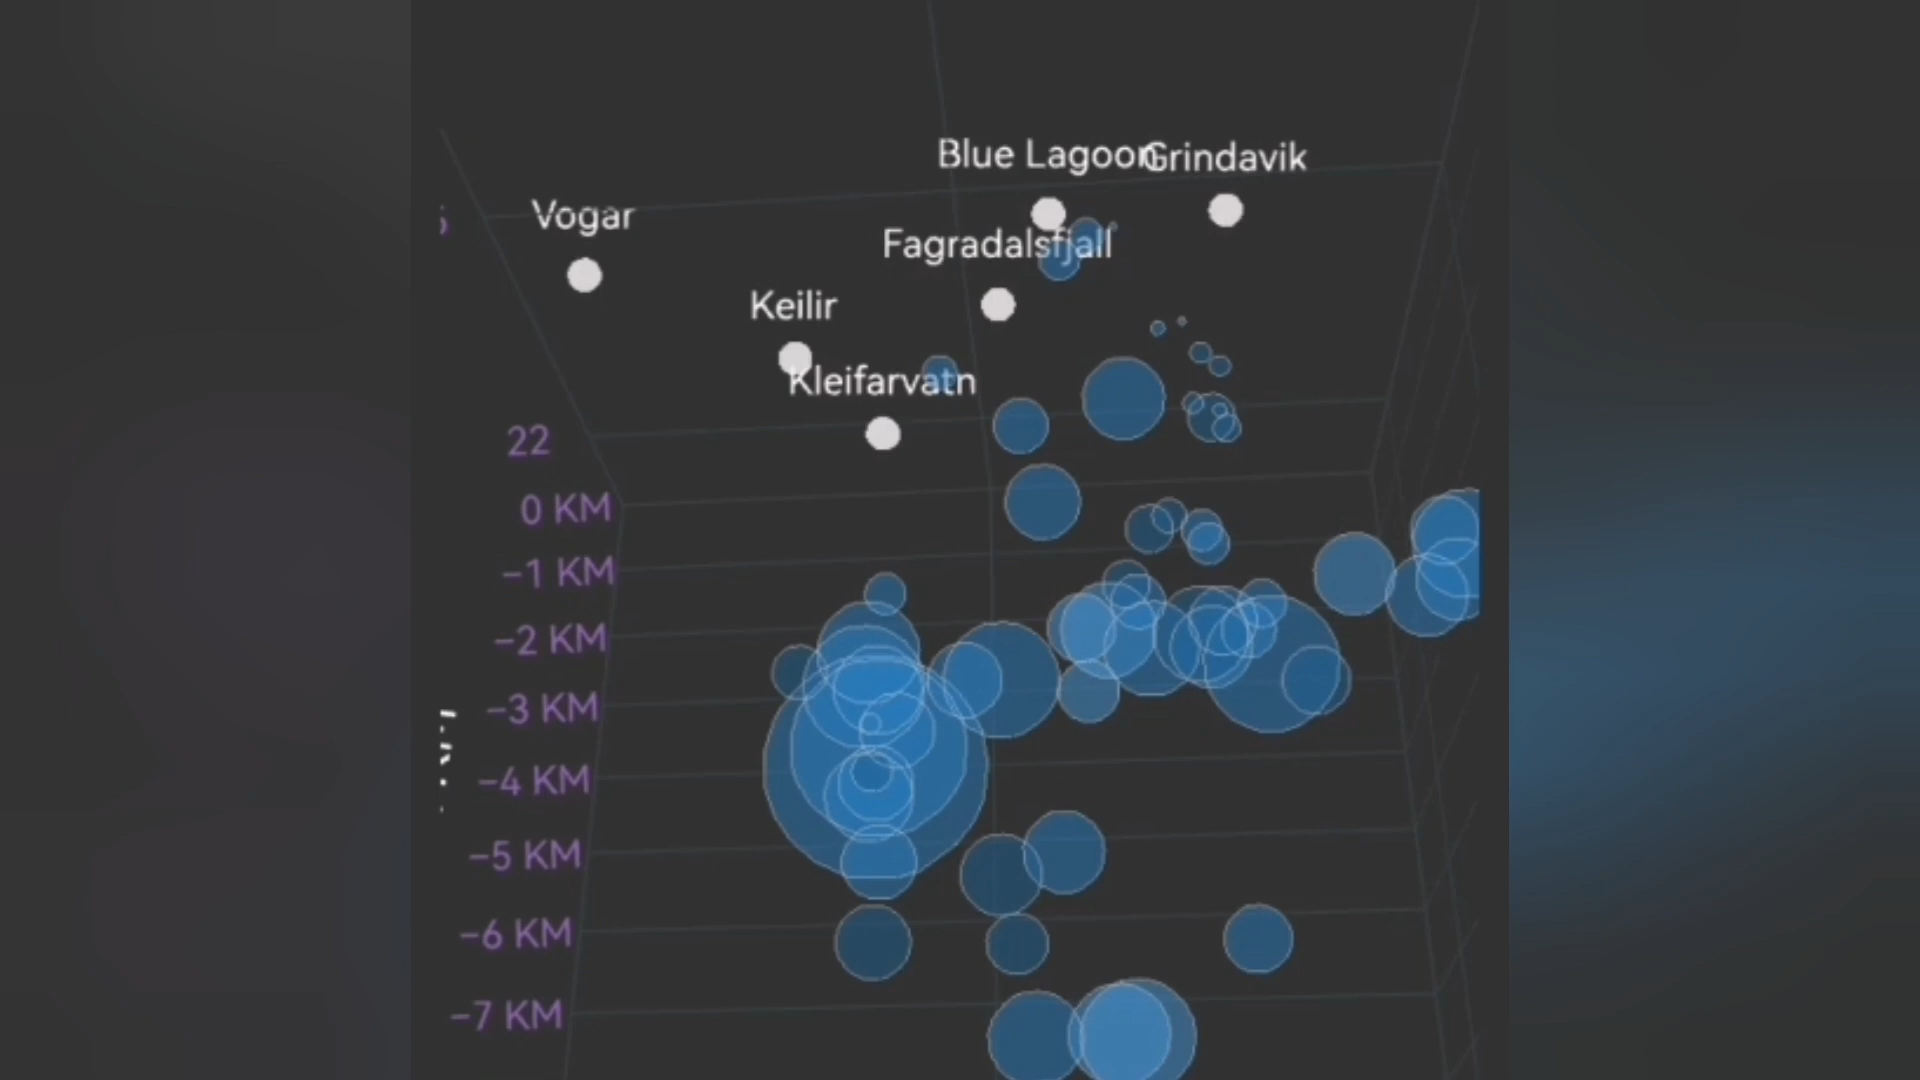 Blue Lagoon
Grindavik
Vogar
Fagradalsfjall
Keilir
Kleifarvatn
22
0 KM
−1 KM
−2 KM
−3 KM
−4 KM
−5 KM
−6 KM
−7 KM